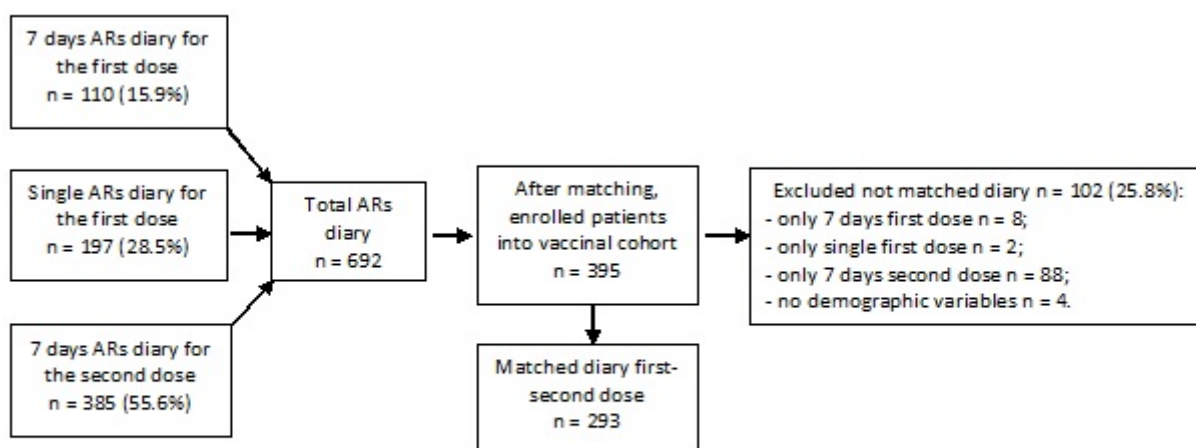 7 days ARs diary for
the first dose
n = 110 (15.9%)
Single ARs diary for
the first dose
n = 197 (28.5%)
7 days ARs diary for
the second dose
n = 385 (55.6%)
Total ARs
diary
n = 692
After matching,
enrolled patients
into vaccinal cohort
n = 395
Matched diary first-
second dose
n = 293
Excluded not matched diary n = 102 (25.8%):
- only 7 days first dose n = 8;
- only single first dose n = 2;
- only 7 days second dose n = 88;
- no demographic variables n = 4.